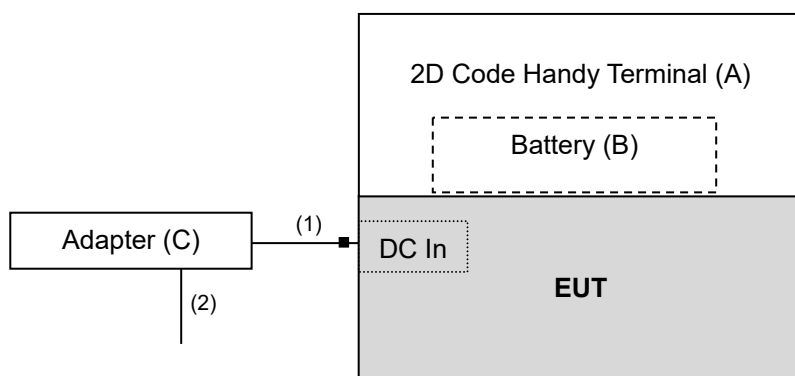 2D Code Handy Terminal (A)
Battery (B)
Adapter (C)
(1)
DC In
EUT
(2)